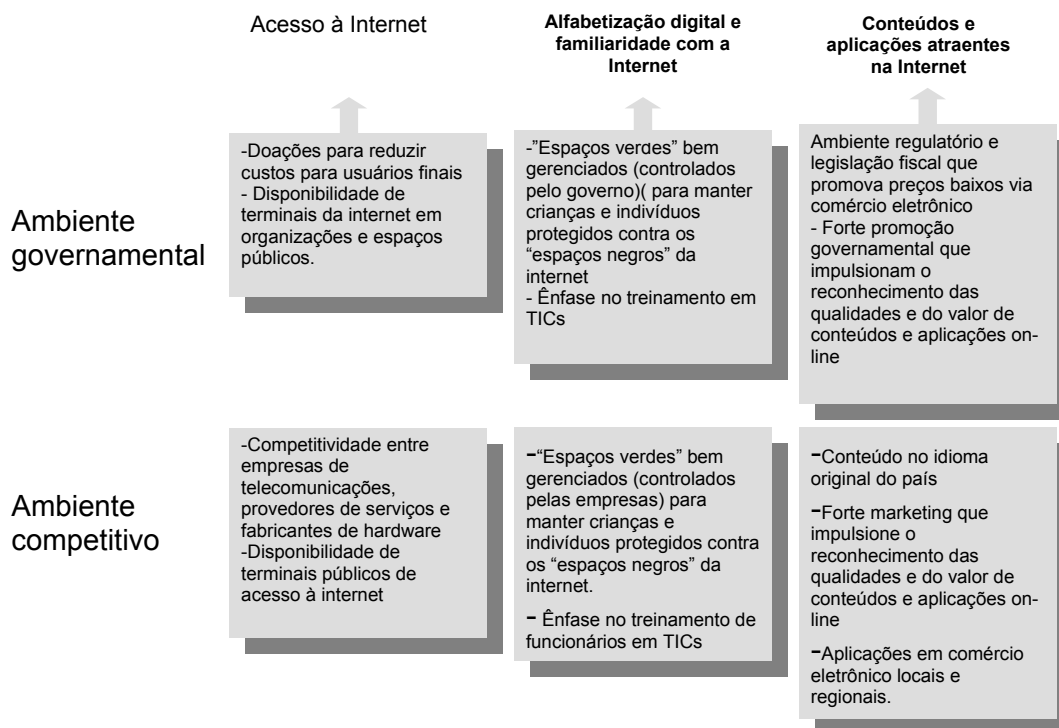 Acesso à Internet
Alfabetização digital e
familiaridade com a
Internet
Conteúdos e
aplicações atraentes
na Internet
Ambiente
governamental
-Doações para reduzir
custos para usuários finais
- Disponibilidade de
terminais da internet em
organizações e espaços
públicos.
-”Espaços verdes” bem
gerenciados (controlados
pelo governo)( para manter
crianças e indivíduos
protegidos contra os
“espaços negros” da
internet
- Ênfase no treinamento em
TICs
Ambiente regulatório e
legislação fiscal que
promova preços baixos via
comércio eletrônico
- Forte promoção
governamental que
impulsionam o
reconhecimento das
qualidades e do valor de
conteúdos e aplicações on-
line
Ambiente
competitivo
-Competitividade entre
empresas de
telecomunicações,
provedores de serviços e
fabricantes de hardware
-Disponibilidade de
terminais públicos de
acesso à internet
-“Espaços verdes” bem
gerenciados (controlados
pelas empresas) para
manter crianças e
indivíduos protegidos contra
os “espaços negros” da
internet.
- Ênfase no treinamento de
funcionários em TICs
-Conteúdo no idioma
original do país
-Forte marketing que
impulsione o
reconhecimento das
qualidades e do valor de
conteúdos e aplicações on-
line
-Aplicações em comércio
eletrônico locais e
regionais.